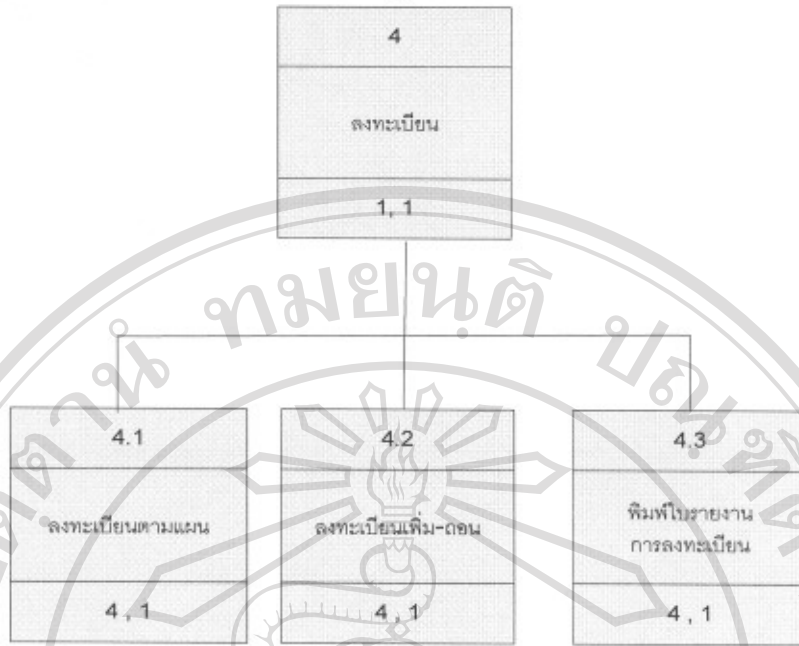 4
ลงทะเบียน
1, 1
4.1
ลงทะเบียนตามแผน
4 , 1
4.2
ลงทะเบียนเพิ่ม-ถอน
4 , 1
4.3
พิมพ์ใบรายงาน
การลงทะเบียน
4 , 1